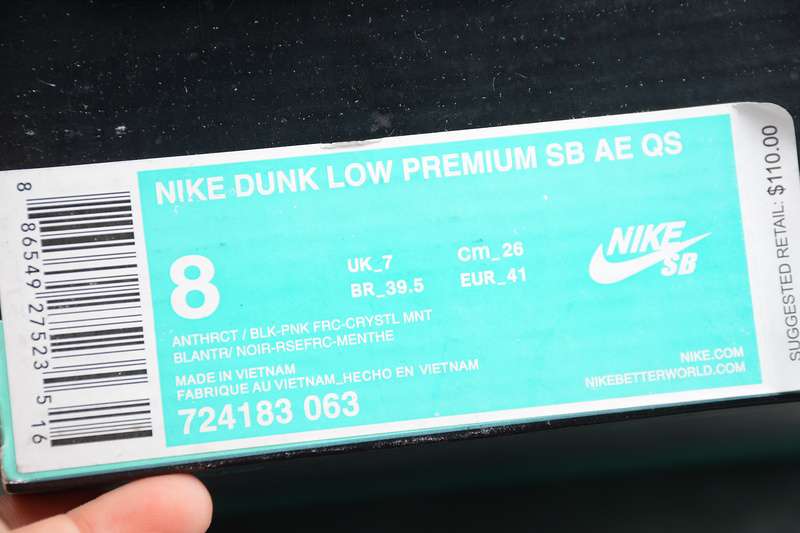 NIKE DUNK LOW PREMIUM SB AE QS
8
UK_7 Cm_26
BR_39.5 EUR_41
NIKE
SB
ANTHRCT / BLK-PNK FRC-CRYSTL MNT
BLANTR/ NOIR-RSEFRC-MENTHE
MADE IN VIETNAM
FABRIQUE AU VIETNAM_HECHO EN VIETNAM
724183 063
NIKE.COM
NIKEBETTERWORLD.COM
SUGGESTED RETAIL: $110.00
8 86549 27523 5 16